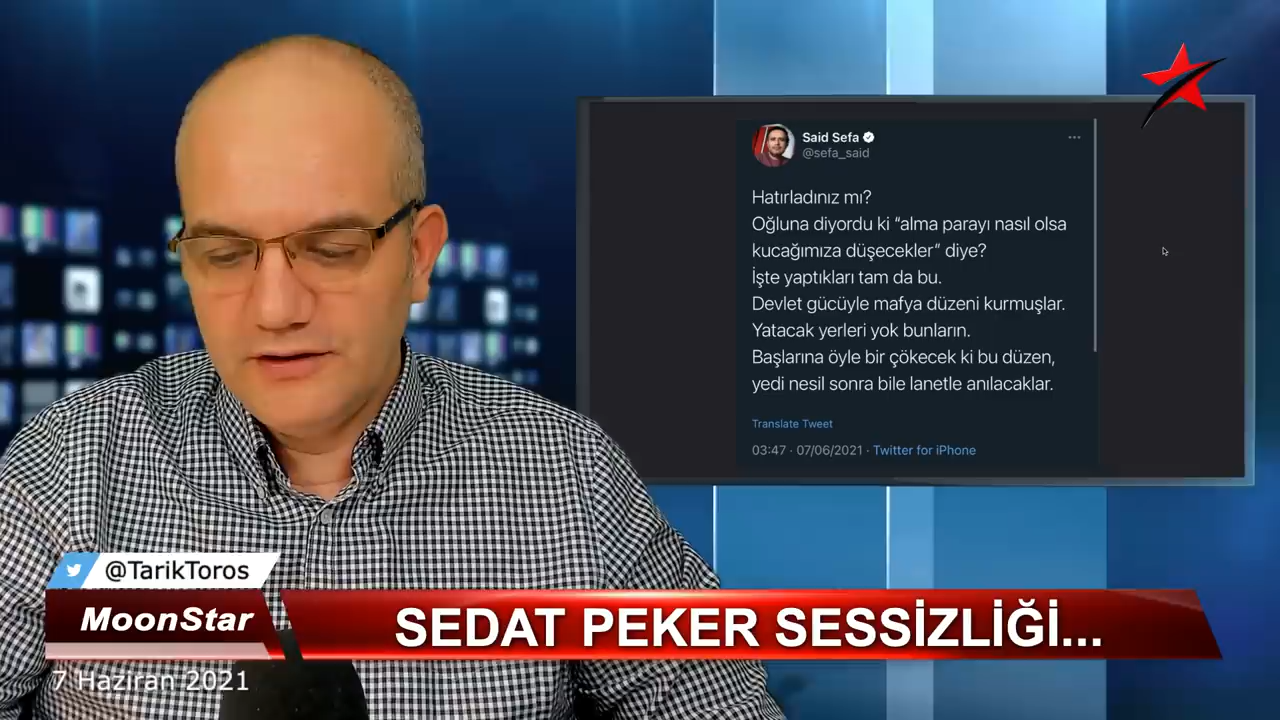 Said Sefa
@sefa_said
Hatırladınız mı?
Oğluna diyordu ki “alma parayı nasıl olsa
kucağımıza düşecekler” diye?
İşte yaptıkları tam da bu.
Devlet gücüyle mafya düzeni kurmuşlar.
Yatacak yerleri yok bunların.
Başlarına öyle bir çökecek ki bu düzen,
yedi nesil sonra bile lanetle anılacaklar.
Translate Tweet
03:47 · 07/06/2021 · Twitter for iPhone
@TarikToros
MoonStar
SEDAT PEKER SESSİZLİĞİ...
7 Haziran 2021